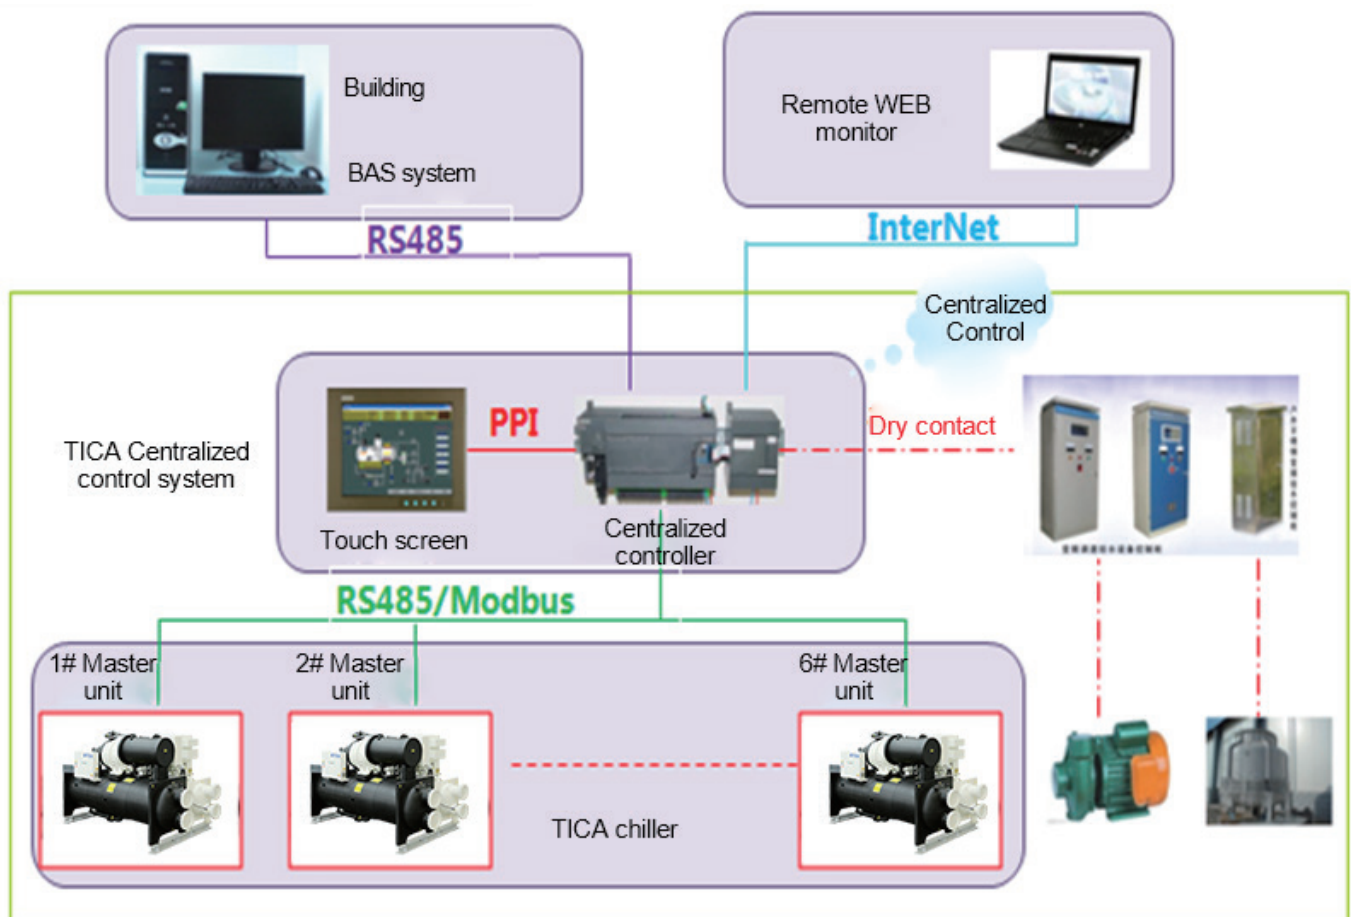 Building
BAS system
Remote WEB
monitor
RS485
InterNet
Centralized
Control
PPI
Dry contact
TICA Centralized
control system
Touch screen
Centralized
controller
RS485/Modbus
1# Master
unit
2# Master
unit
6# Master
unit
TICA chiller